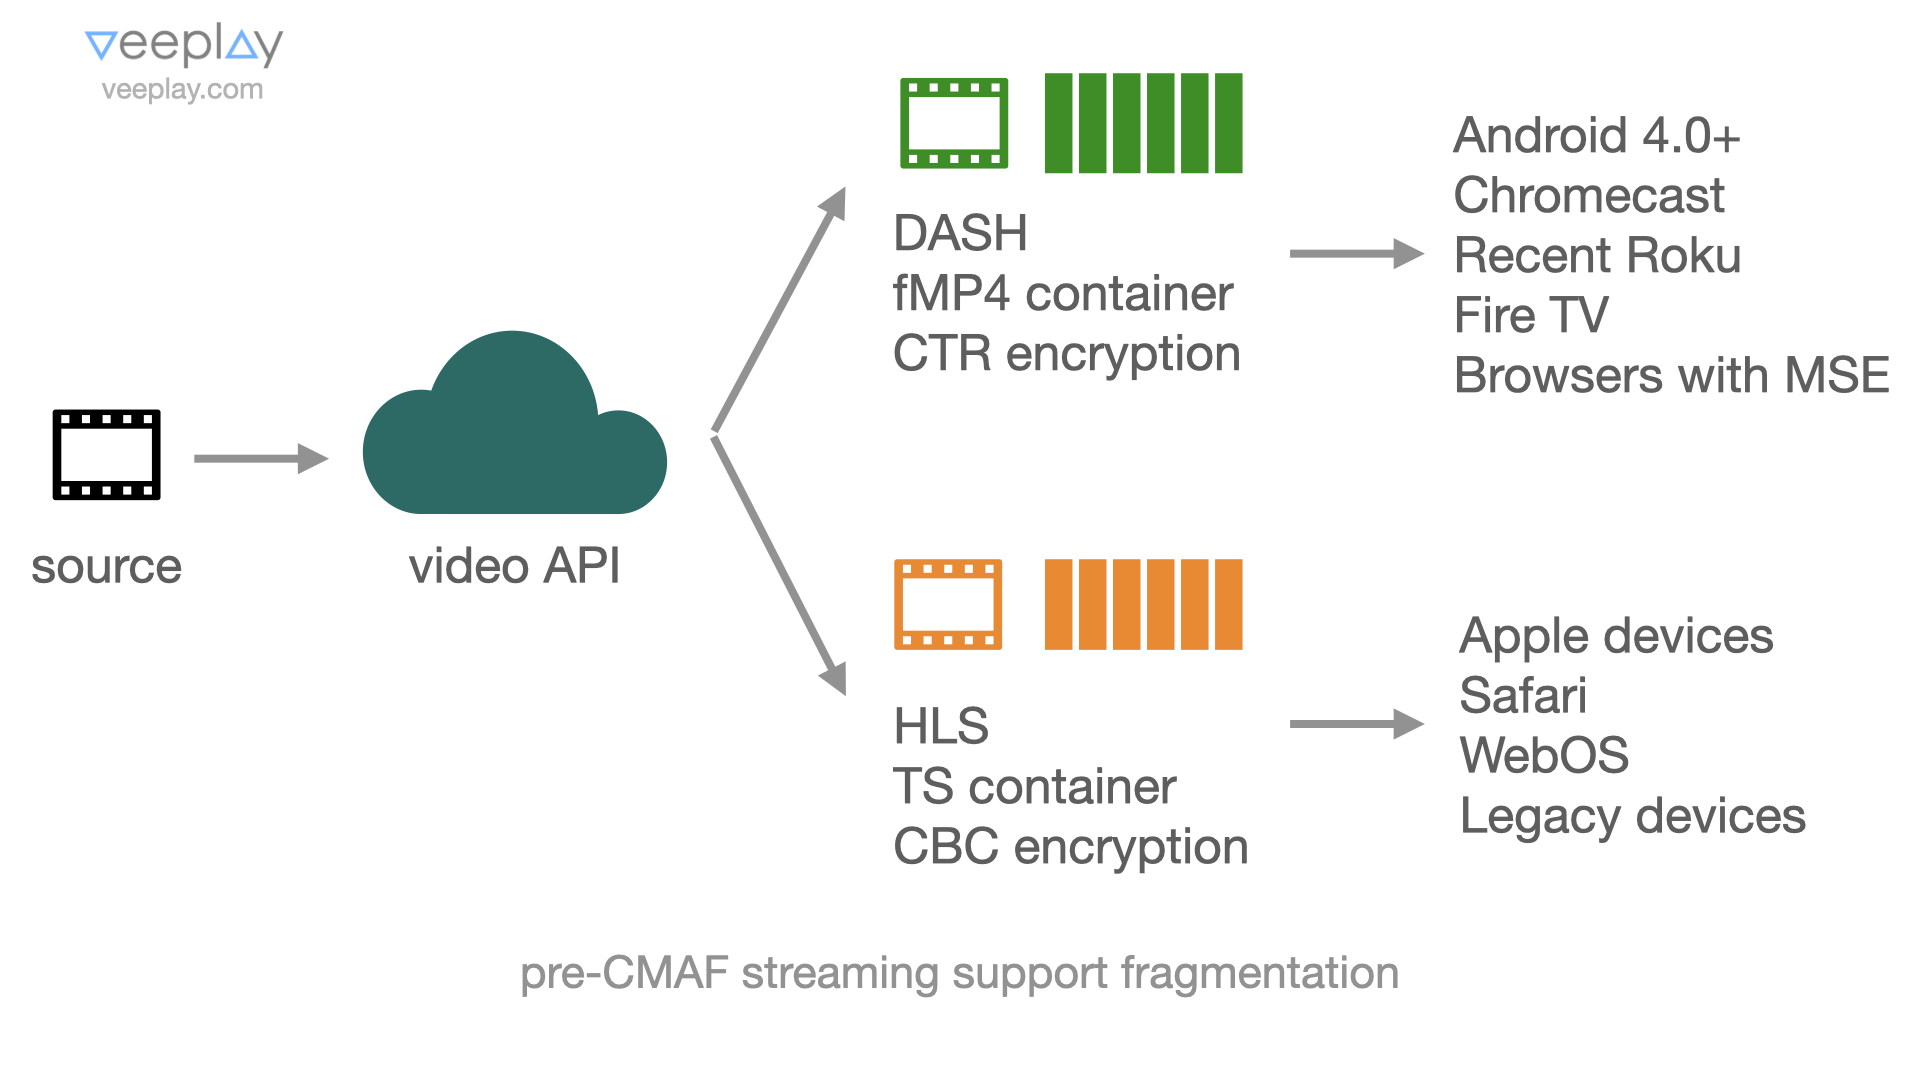 veeplay
veeplay.com
source
video API
DASH
fMP4 container
CTR encryption
Android 4.0+
Chromecast
Recent Roku
Fire TV
Browsers with MSE
HLS
TS container
CBC encryption
Apple devices
Safari
WebOS
Legacy devices
pre-CMAF streaming support fragmentation